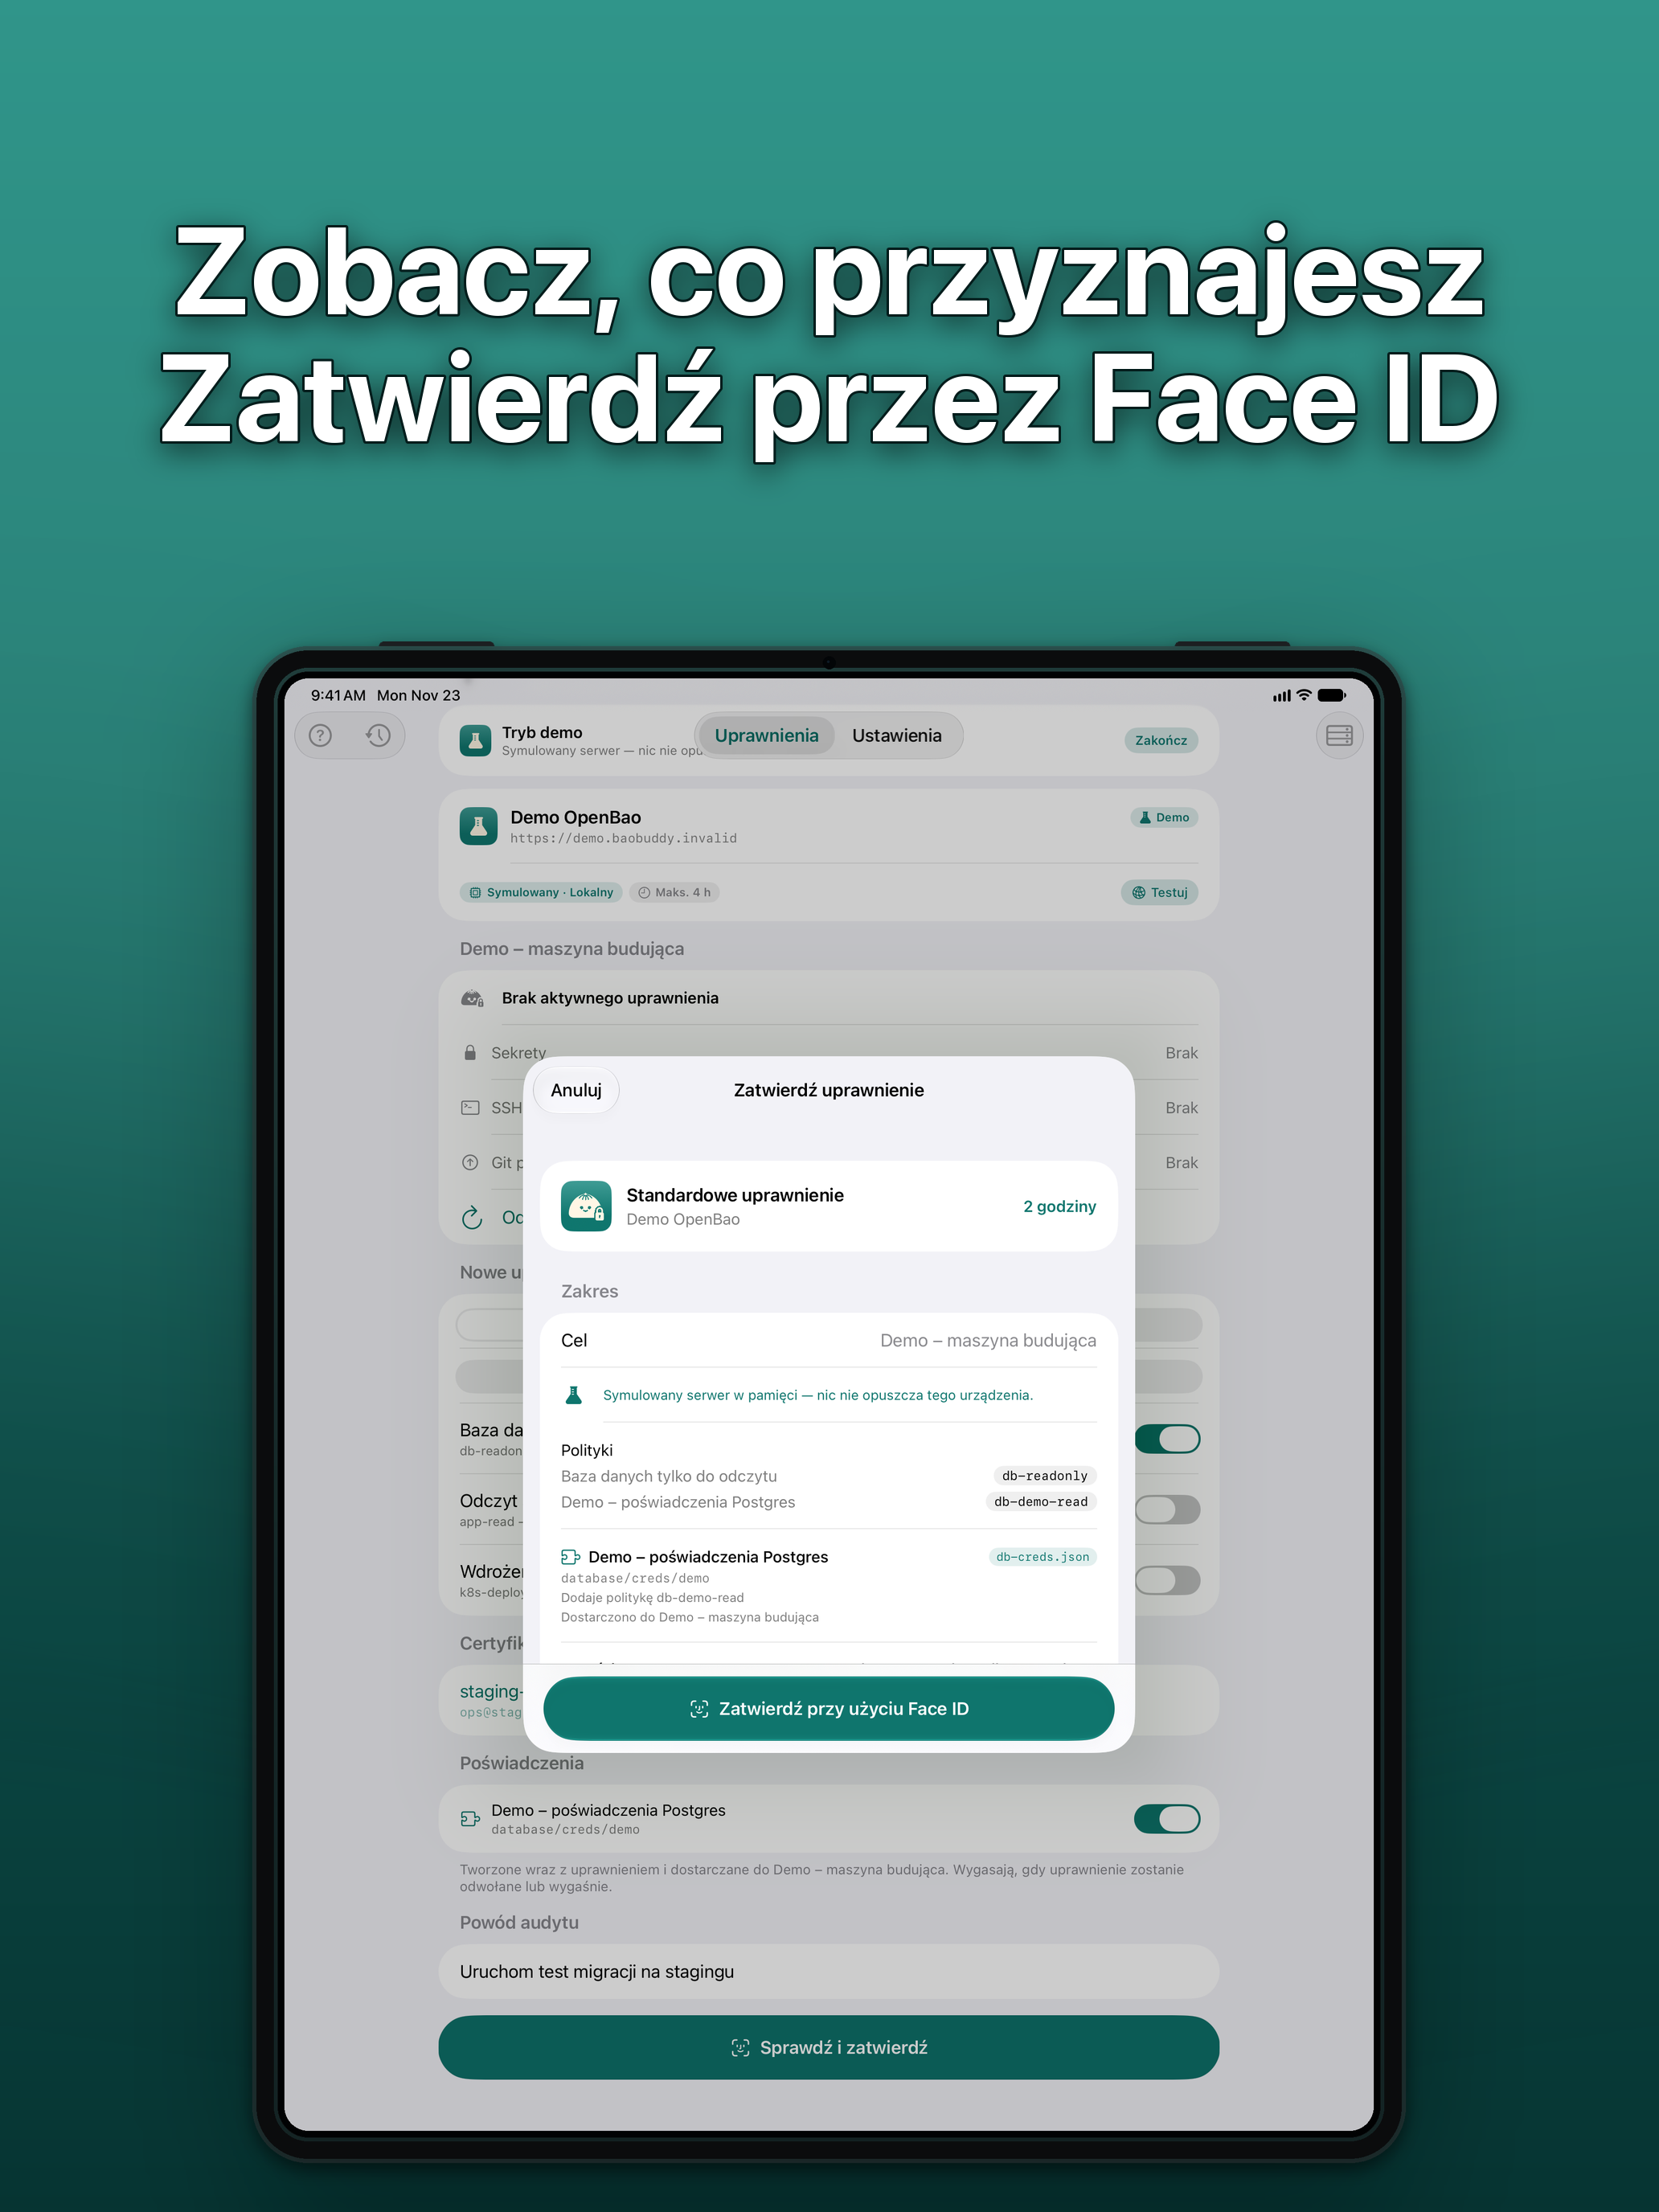 Zobacz, co przyznajesz
Zatwierdź przez Face ID
9:41 AM Mon Nov 23
Tryb demo
Symulowany serwer — nic nie
Uprawnienia Ustawienia
Zakończ
Demo OpenBao
https://demo.baobuddy.invalid
Demo
Symulowany · Lokalny
Maks. 4 h
Testuj
Demo – maszyna budująca
Brak aktywnego uprawnienia
Sekrety Brak
SSH Brak
Git Brak
Nowe
Baza
db-readon
Odczyt
app-read
Wdroże
k8s-deploy
Certyfik
staging-
ops@stag
Anuluj
Zatwierdź uprawnienie
Standardowe uprawnienie
Demo OpenBao
2 godziny
Zakres
Cel Demo – maszyna budująca
Symulowany serwer w pamięci — nic nie opuszcza tego urządzenia.
Polityki
Baza danych tylko do odczytu db-readonly
Demo – poświadczenia Postgres db-demo-read
Demo – poświadczenia Postgres db-creds.json
database/creds/demo
Dodaje politykę db-demo-read
Dostarczono do Demo – maszyna budująca
Zatwierdź przy użyciu Face ID
Poświadczenia
Demo – poświadczenia Postgres
database/creds/demo
Tworzone wraz z uprawnieniem i dostarczane do Demo – maszyna budująca. Wygasają, gdy uprawnienie zostanie
odwołane lub wygaśnie.
Powód audytu
Uruchom test migracji na stagingu
Sprawdź i zatwierdź